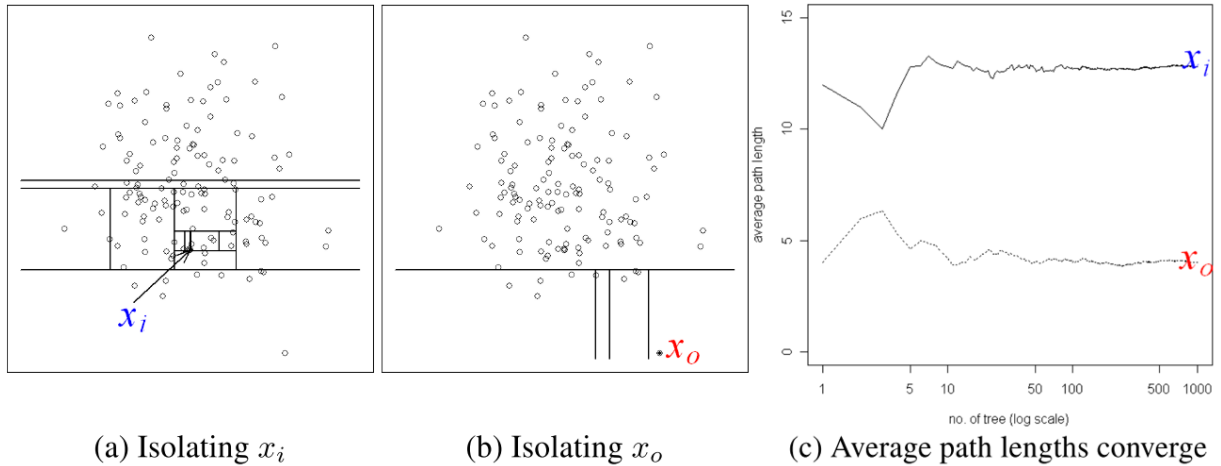 x_i
x_o
15
10
5
0
average path length
x_i
x_o
1 5 10 50 100 500 1000
no. of tree (log scale)
(a) Isolating x_i
(b) Isolating x_o
(c) Average path lengths converge